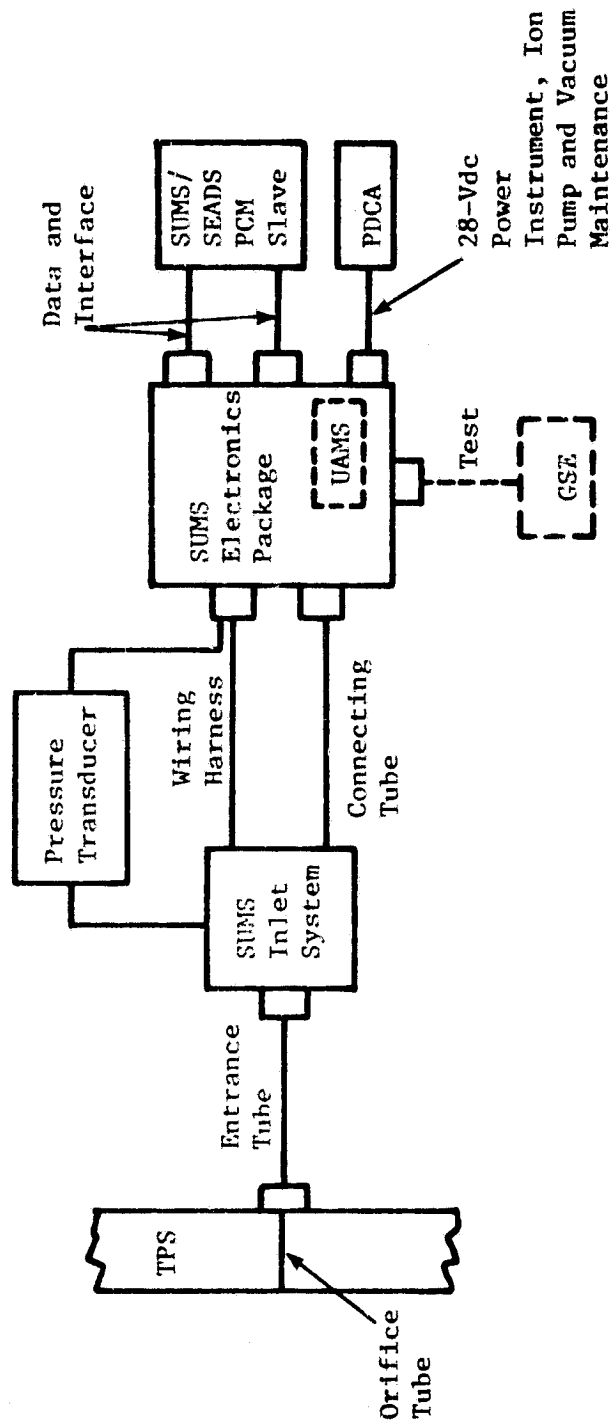 TPS
Orifice
Tube
Entrance
Tube
SUMS
Inlet
System
Pressure
Transducer
Wiring
Harness
Connecting
Tube
SUMS
Electronics
Package
UAMS
Test
GSE
Data and
Interface
SUMS/
SEADS
PCM
Slave
PDCA
28-Vdc
Power
Instrument, Ion
Pump and Vacuum
Maintenance